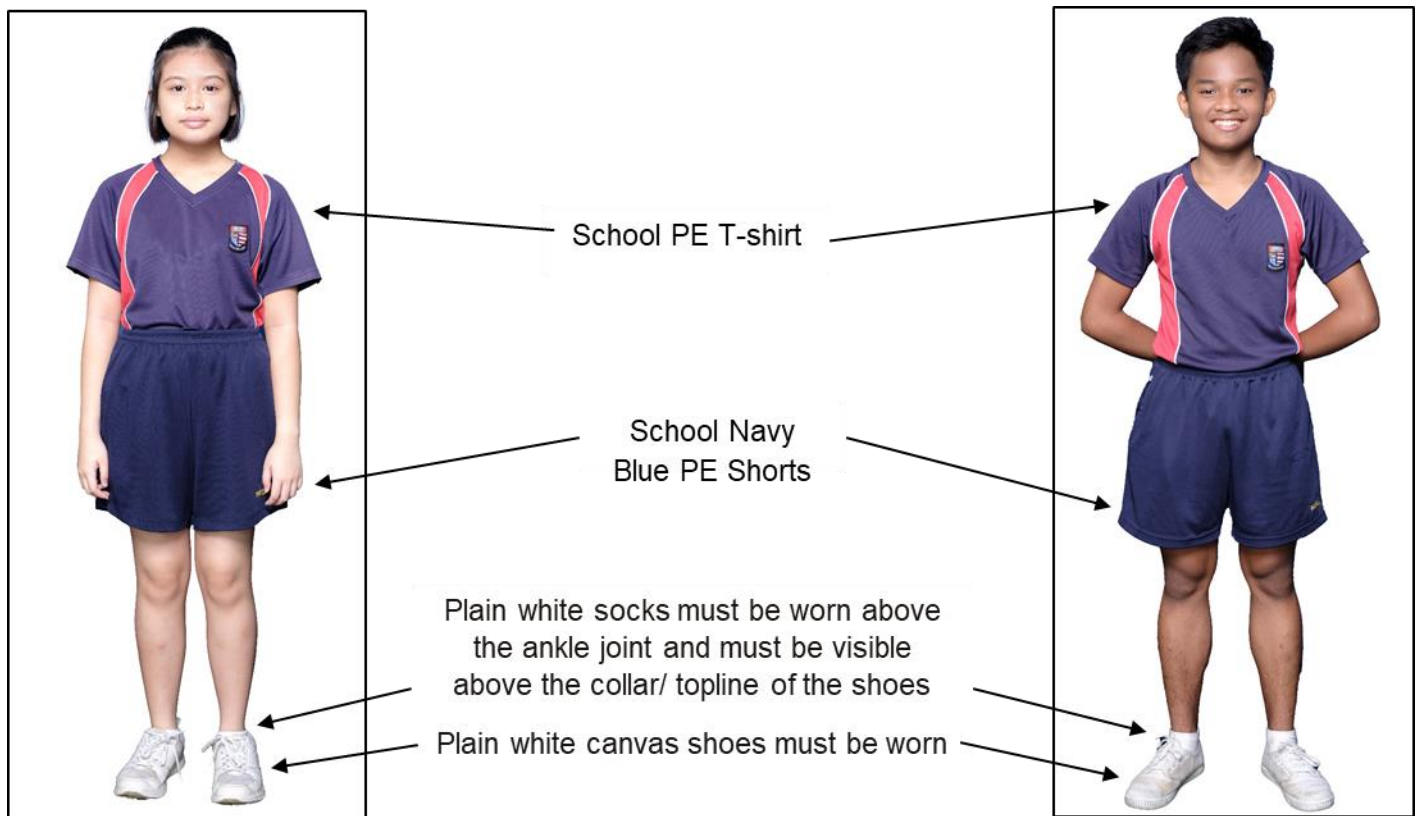 School PE T-shirt
School Navy
Blue PE Shorts
Plain white socks must be worn above
the ankle joint and must be visible
above the collar/ topline of the shoes
Plain white canvas shoes must be worn